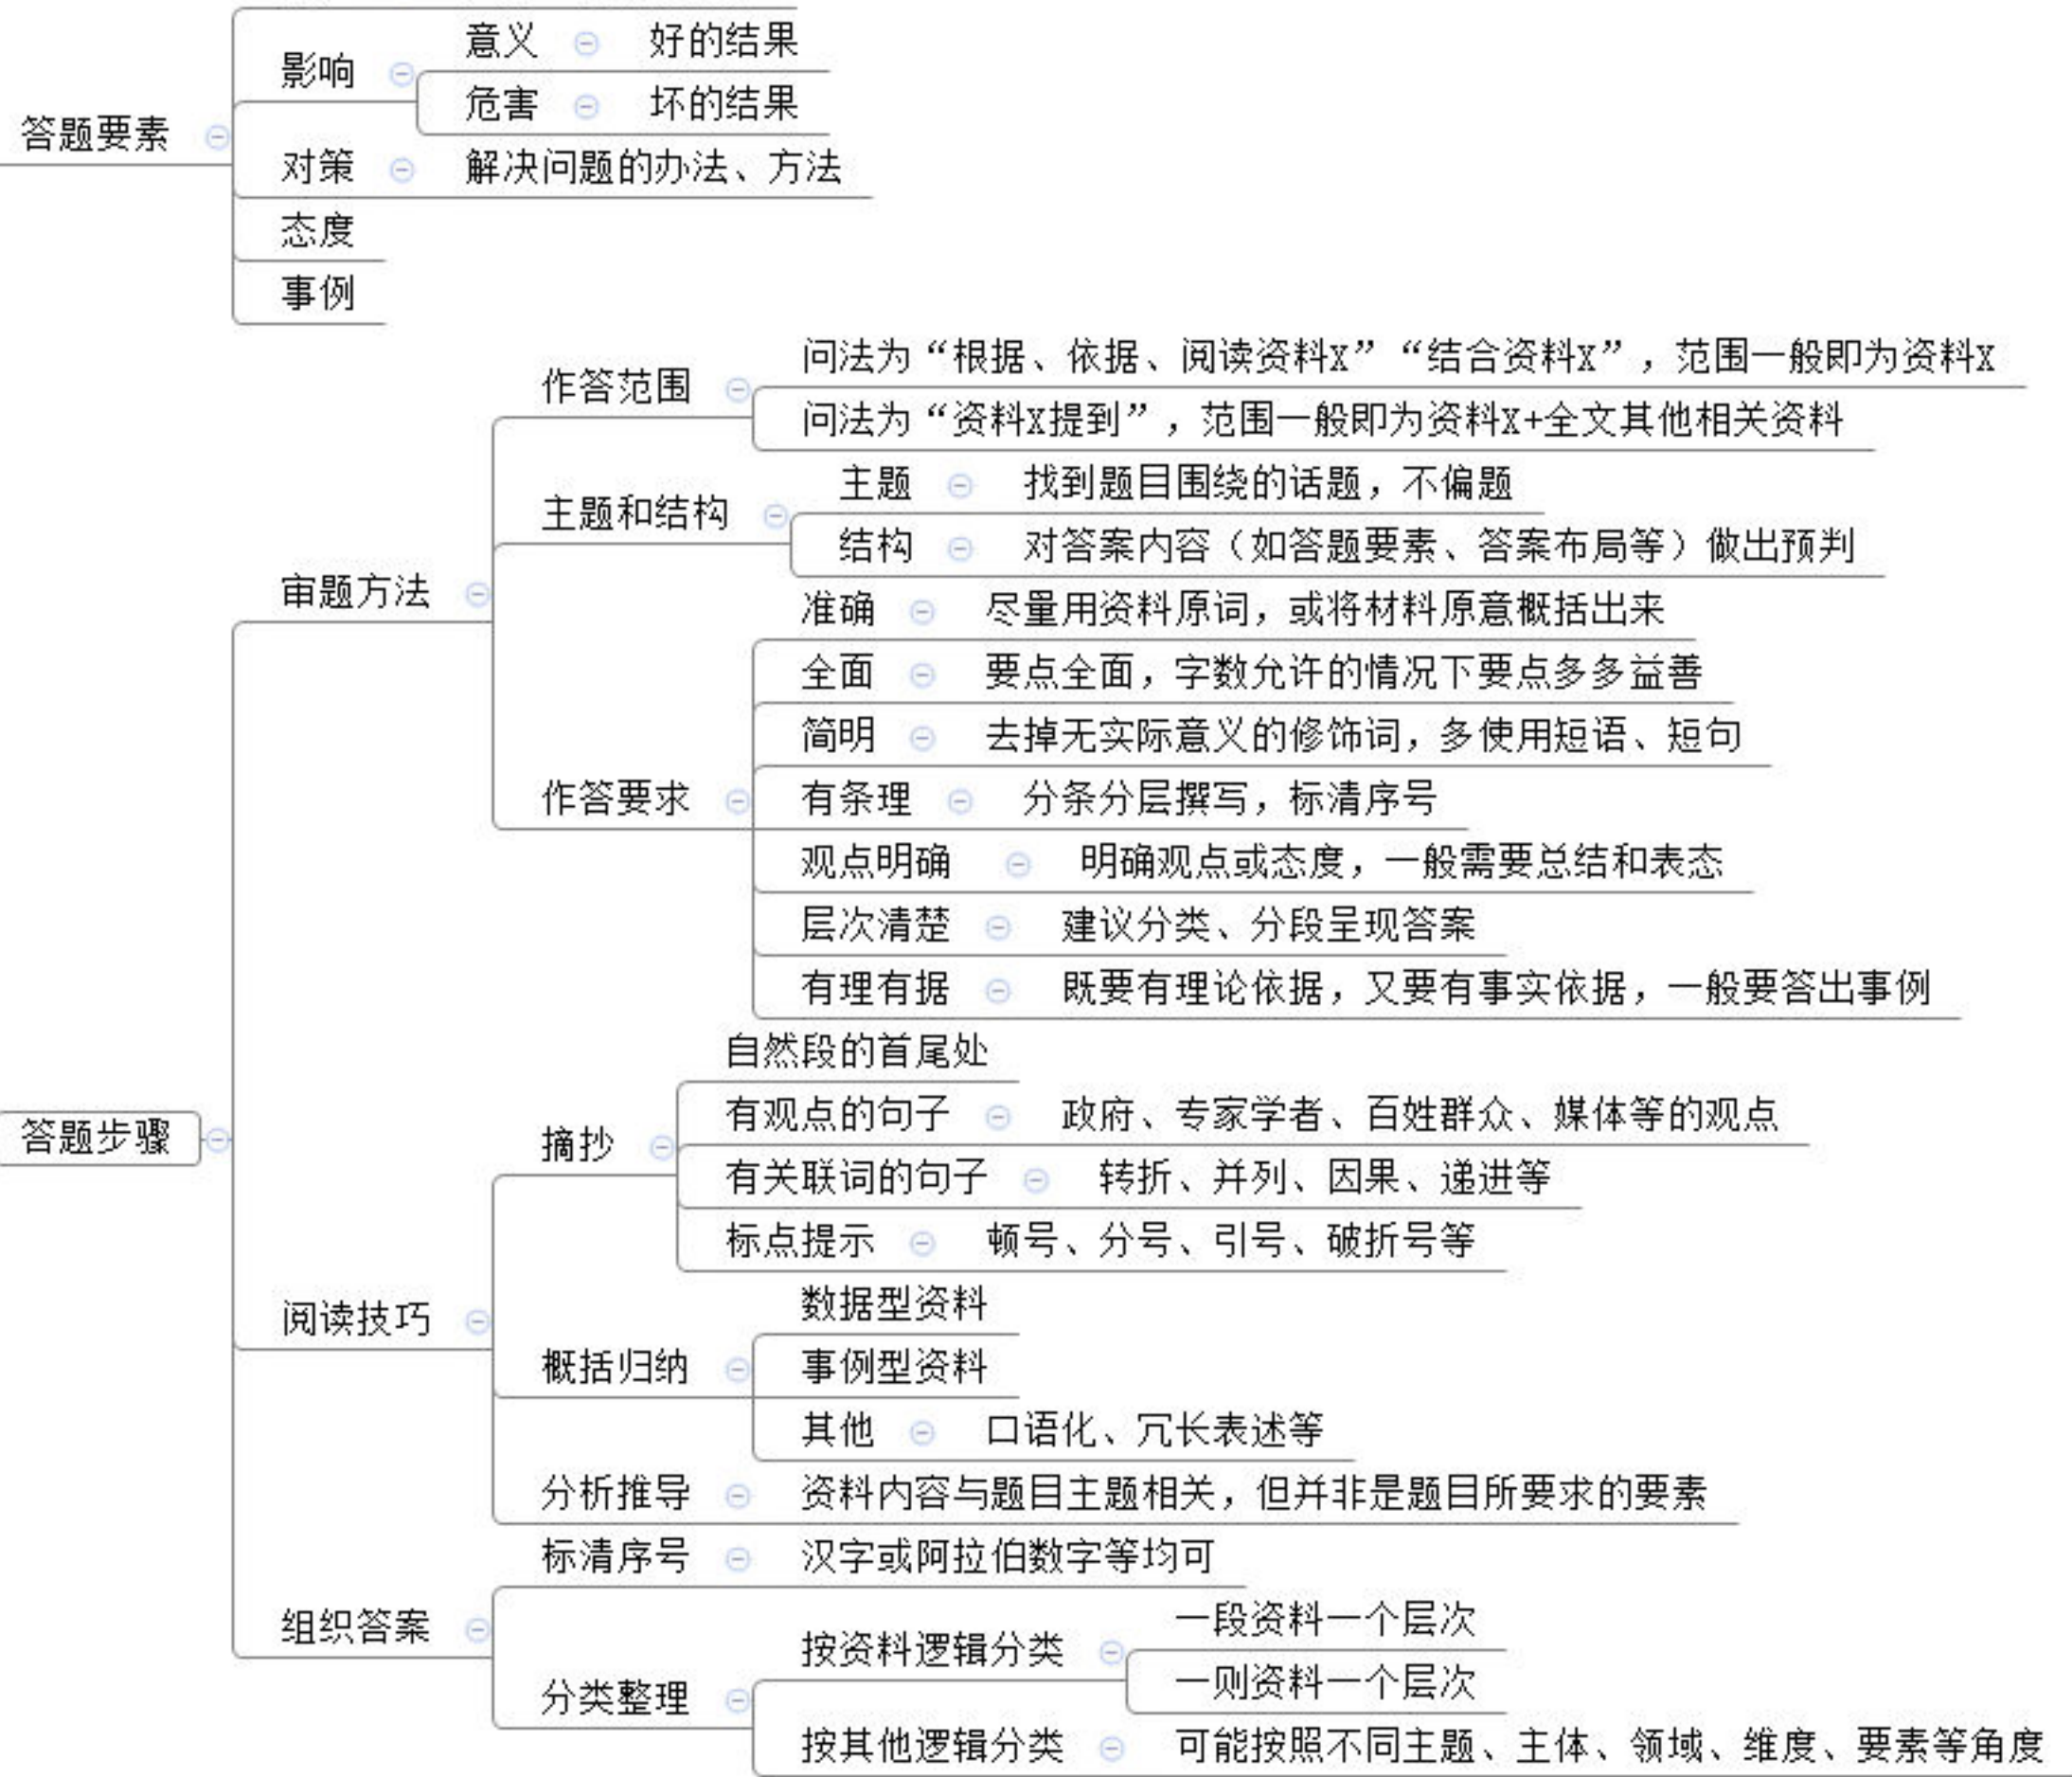 影响
意义
好的结果
危害
坏的结果
答题要素
对策
解决问题的办法、方法
态度
事例
作答范围
问法为“根据、依据、阅读资料X”“结合资料X”，范围一般即为资料X
问法为“资料X提到”，范围一般即为资料X+全文其他相关资料
主题和结构
主题
找到题目围绕的话题，不偏题
结构
对答案内容（如答题要素、答案布局等）做出预判
审题方法
准确
尽量用资料原词，或将材料原意概括出来
全面
要点全面，字数允许的情况下要点多多益善
简明
去掉无实际意义的修饰词，多使用短语、短句
作答要求
有条理
分条分层撰写，标清序号
观点明确
明确观点或态度，一般需要总结和表态
层次清楚
建议分类、分段呈现答案
有理有据
既要有理论依据，又要有事实依据，一般要答出事例
答题步骤
自然段的首尾处
摘抄
有观点的句子
政府、专家学者、百姓群众、媒体等的观点
有关联词的句子
转折、并列、因果、递进等
标点提示
顿号、分号、引号、破折号等
阅读技巧
数据型资料
概括归纳
事例型资料
其他
口语化、冗长表述等
分析推导
资料内容与题目主题相关，但并非是题目所要求的要素
标清序号
汉字或阿拉伯数字等均可
组织答案
一段资料一个层次
按资料逻辑分类
一则资料一个层次
分类整理
按其他逻辑分类
可能按照不同主题、主体、领域、维度、要素等角度